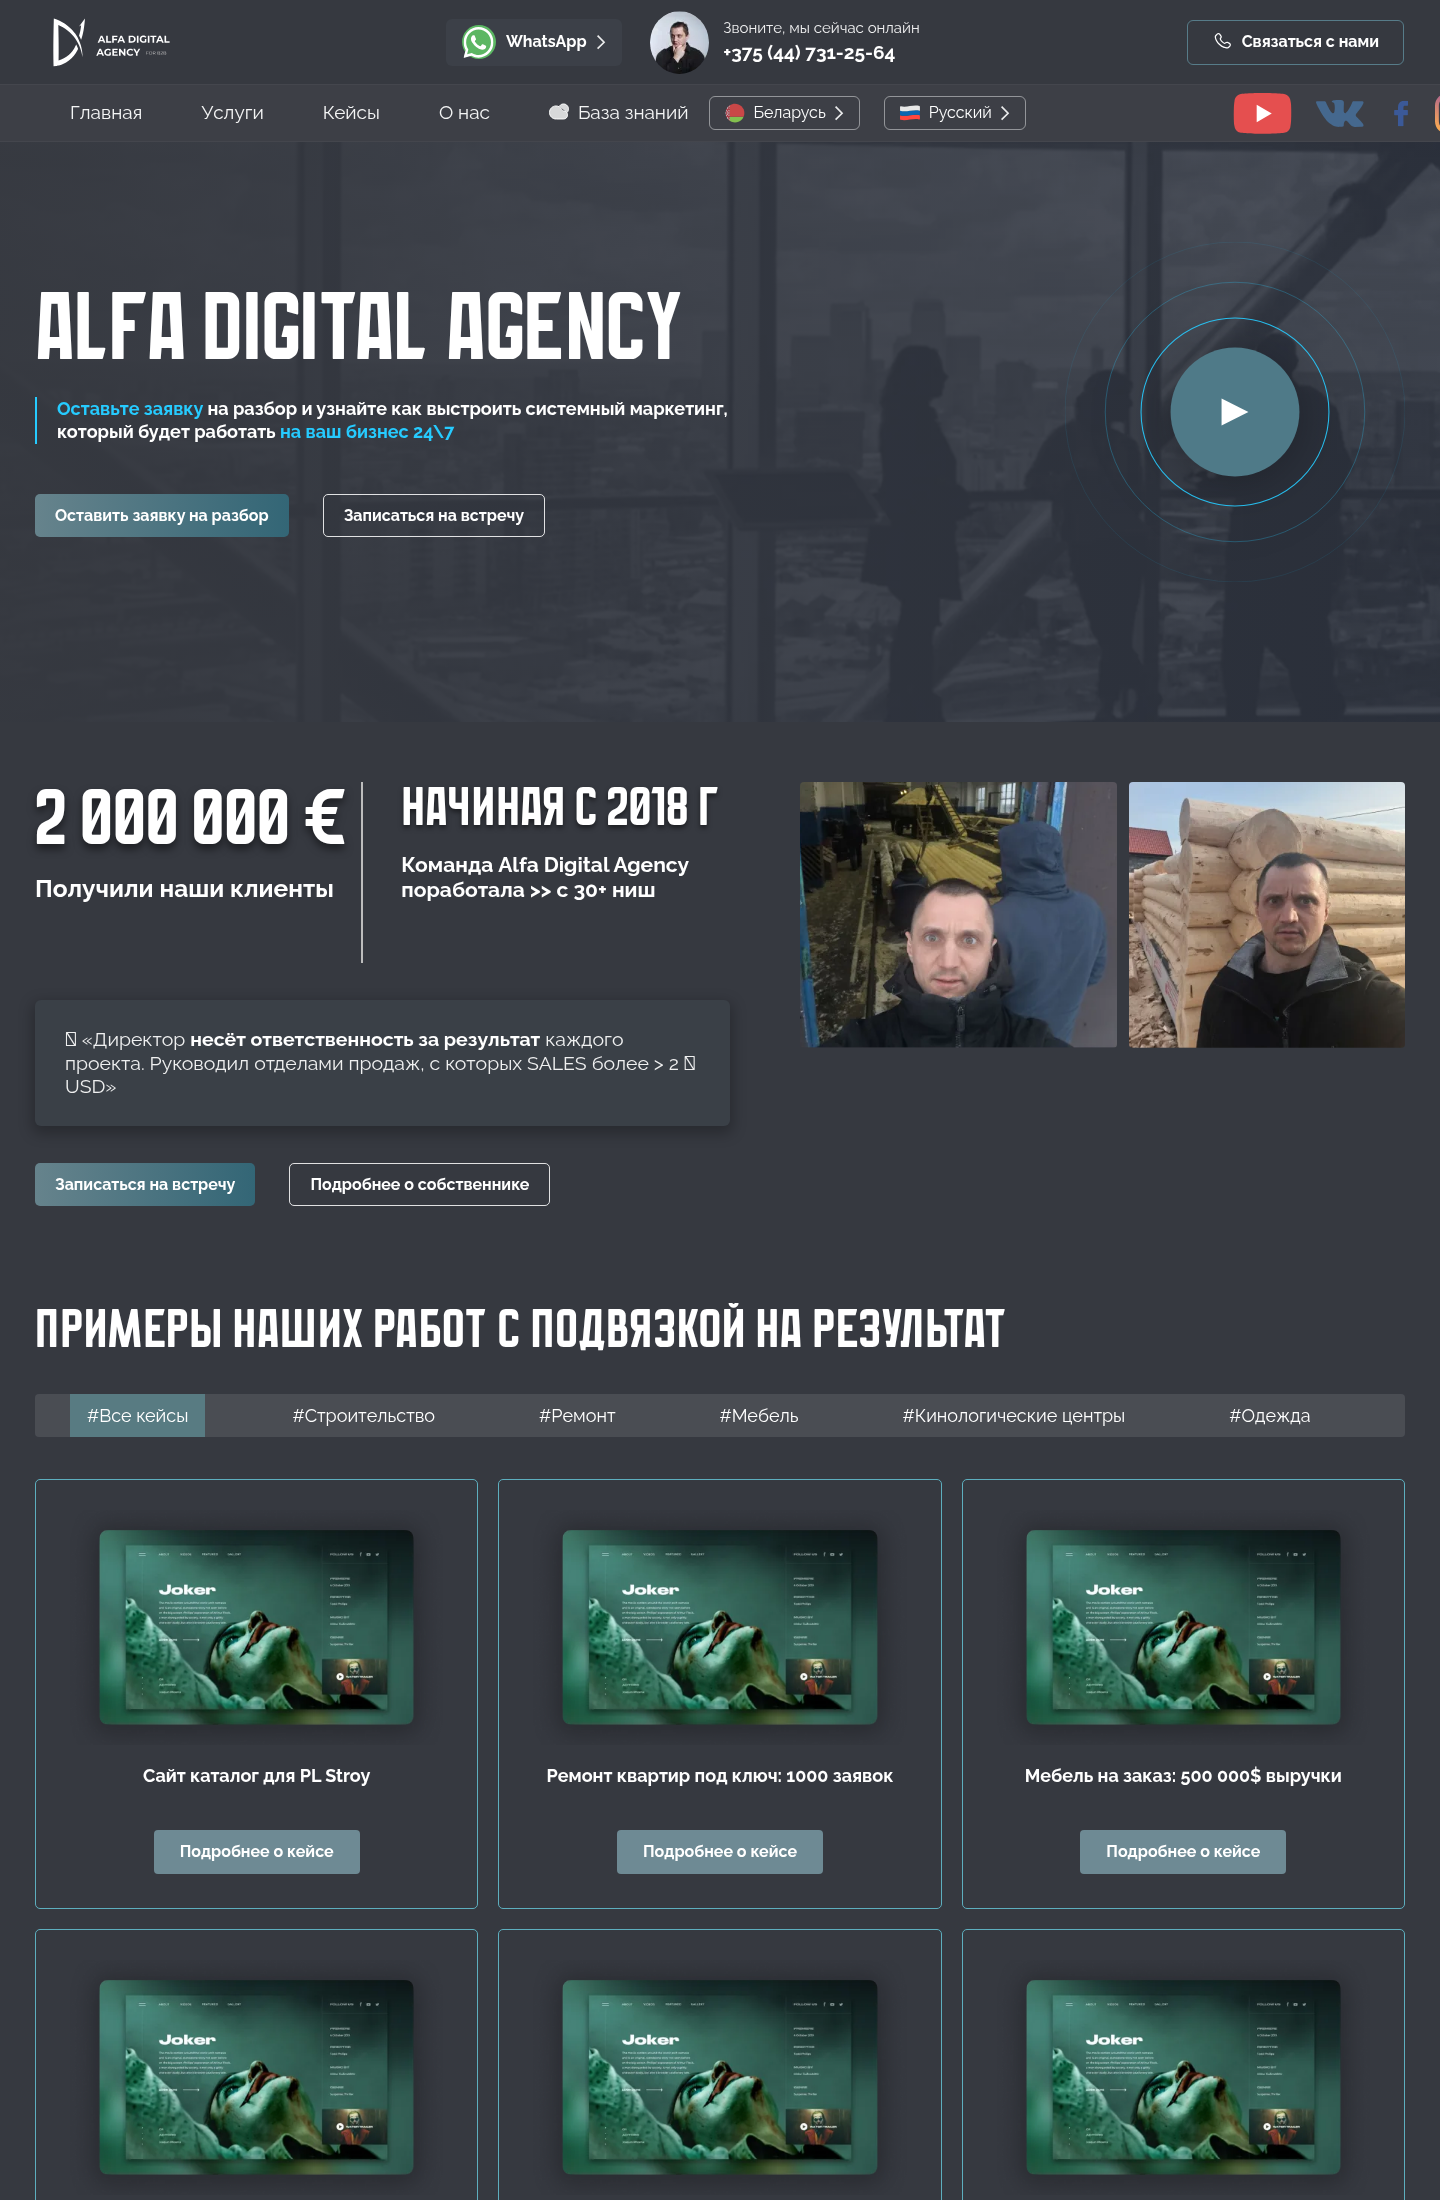 ALFA DIGITAL
AGENCY FOR B2B
WhatsApp
Звоните, мы сейчас онлайн
+375 (44) 731-25-64
Связаться с нами
Главная
Услуги
Кейсы
О нас
База знаний
Беларусь
Русский
ALFA DIGITAL AGENCY
Оставьте заявку на разбор и узнайте как выстроить системный маркетинг,
который будет работать на ваш бизнес 24\7
Оставить заявку на разбор
Записаться на встречу
2 000 000 €
Получили наши клиенты
НАЧИНАЯ С 2018 Г
Команда Alfa Digital Agency
поработала >> с 30+ ниш
«Директор несёт ответственность за результат каждого
проекта. Руководил отделами продаж, с которых SALES более > 2
USD»
Записаться на встречу
Подробнее о собственнике
ПРИМЕРЫ НАШИХ РАБОТ С ПОДВЯЗКОЙ НА РЕЗУЛЬТАТ
#Все кейсы
#Строительство
#Ремонт
#Мебель
#Кинологические центры
#Одежда
Joker
Joker
Joker
Сайт каталог для PL Stroy
Ремонт квартир под ключ: 1000 заявок
Мебель на заказ: 500 000$ выручки
Подробнее о кейсе
Подробнее о кейсе
Подробнее о кейсе
Joker
Joker
Joker